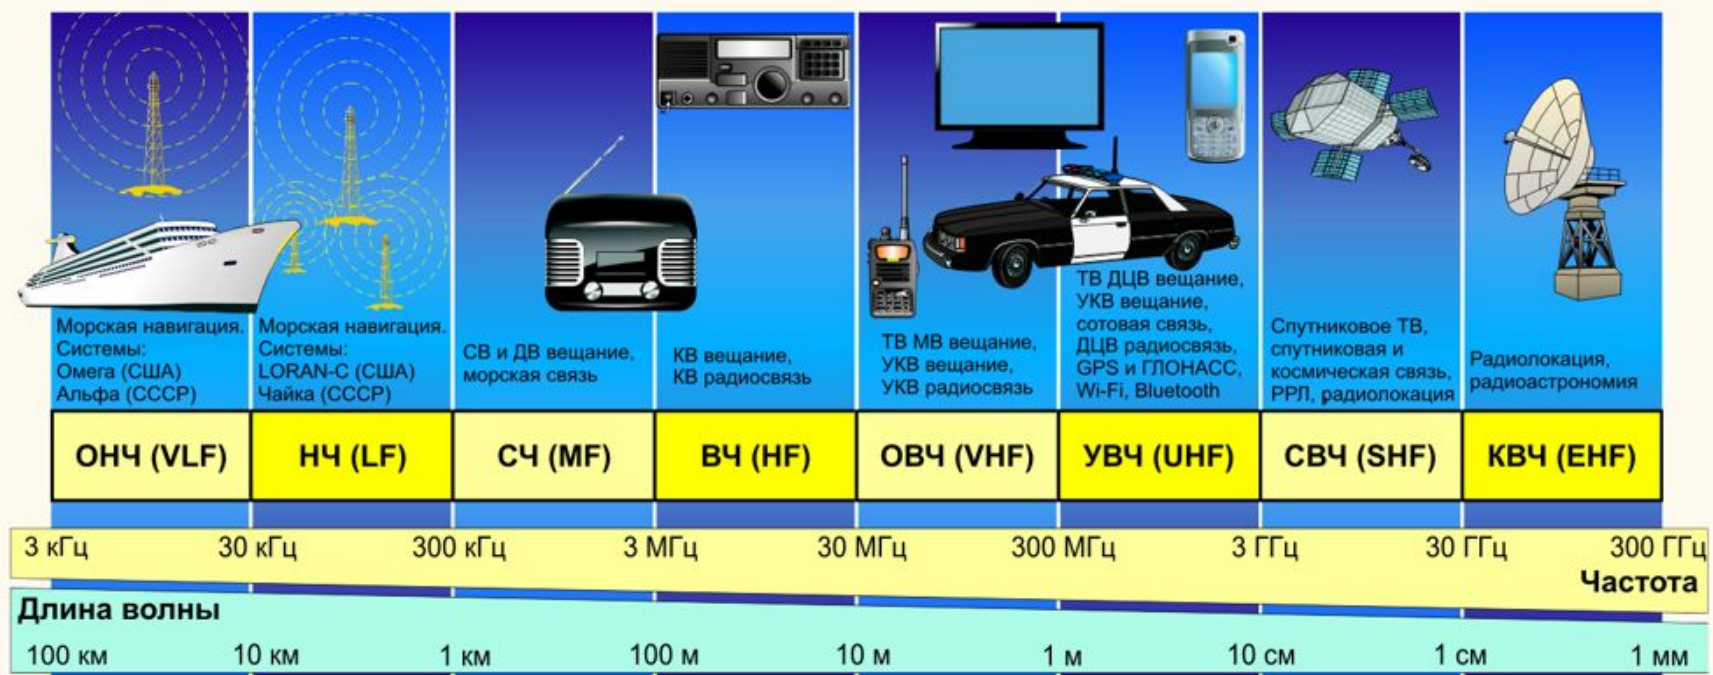 Морская навигация.
Системы:
Омега (США)
Альфа (СССР)
Морская навигация.
Системы:
LORAN-C (США)
Чайка (СССР)
СВ и ДВ вещание,
морская связь
КВ вещание,
КВ радиосвязь
ТВ МВ вещание,
УКВ вещание,
УКВ радиосвязь
ТВ ДЦВ вещание,
УКВ вещание,
сотовая связь,
ДЦВ радиосвязь,
GPS и ГЛОНАСС,
Wi-Fi, Bluetooth
Спутниковое ТВ,
спутниковая и
космическая связь,
РРЛ, радиолокация
Радиолокация,
радиоастрономия
ОНЧ (VLF) НЧ (LF) СЧ (MF) ВЧ (HF) ОВЧ (VHF) УВЧ (UHF) СВЧ (SHF) КВЧ (EHF)
3 кГц 30 кГц 300 кГц 3 МГц 30 МГц 300 МГц 3 ГГц 30 ГГц 300 ГГц
Частота
Длина волны
100 км 10 км 1 км 100 м 10 м 1 м 10 см 1 см 1 мм